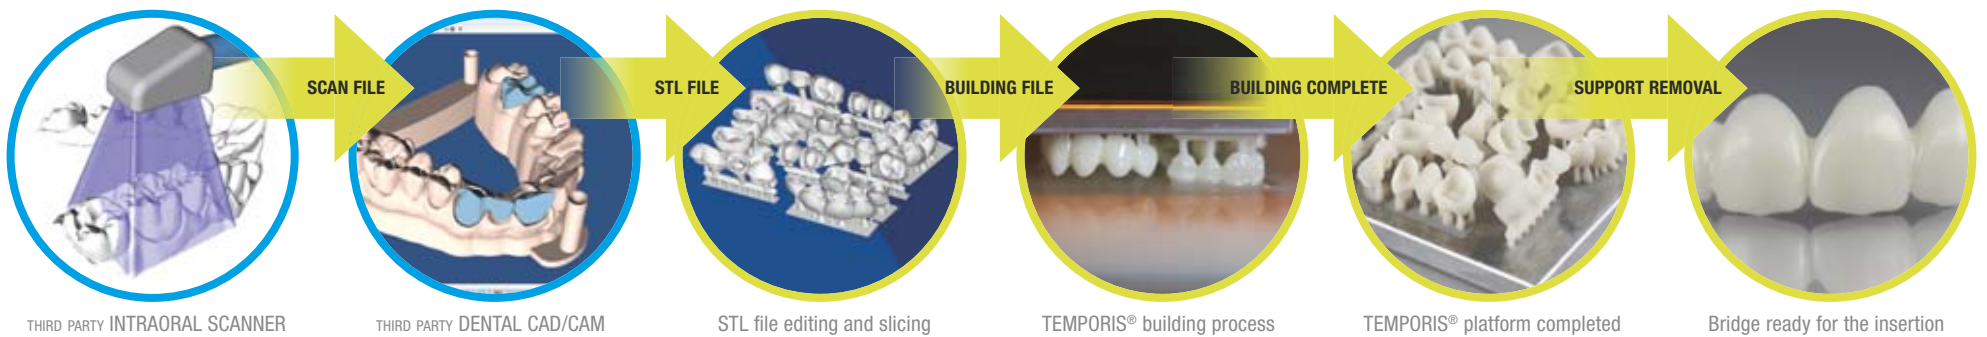 SCAN FILE
STL FILE
BUILDING FILE
BUILDING COMPLETE
SUPPORT REMOVAL
THIRD PARTY INTRAORAL SCANNER
THIRD PARTY DENTAL CAD/CAM
STL file editing and slicing
TEMPORIS® building process
TEMPORIS® platform completed
Bridge ready for the insertion